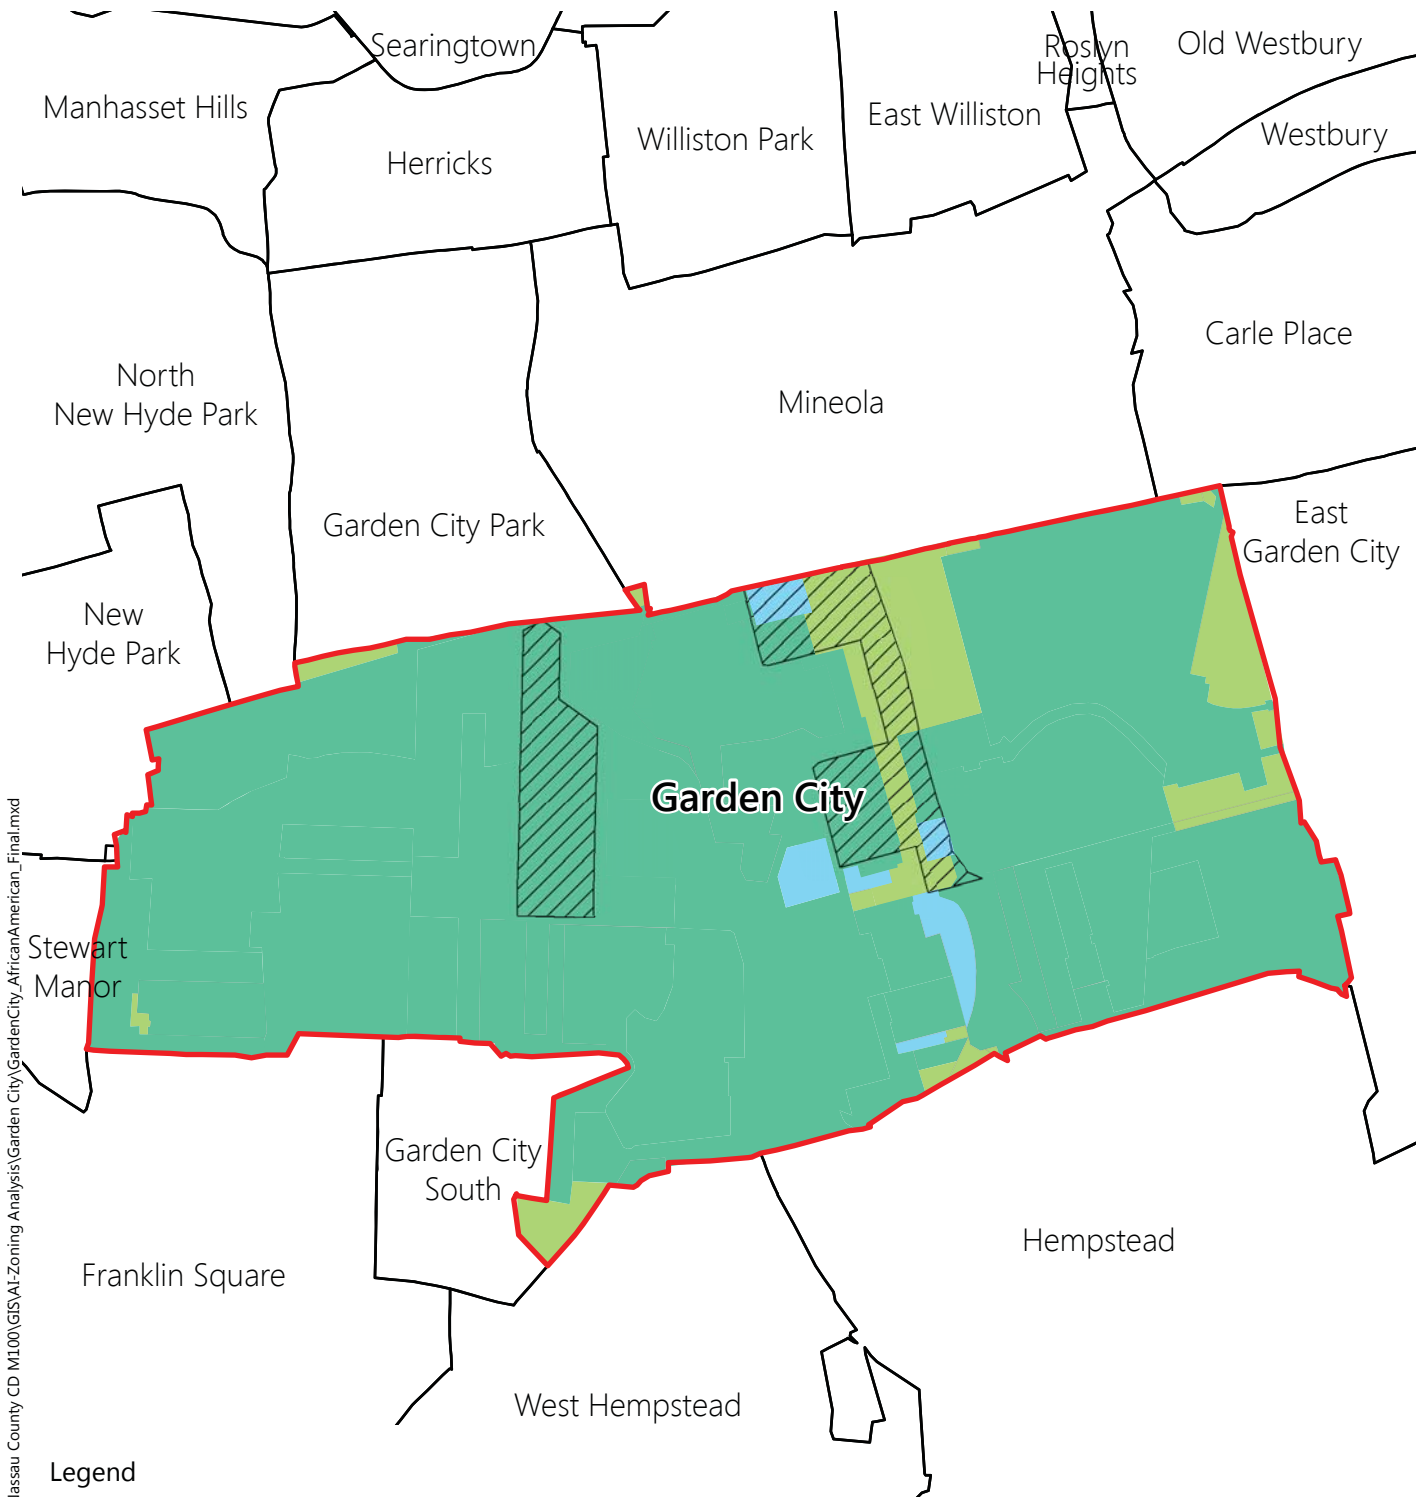 Searingtown
Roslyn
Heights
Old Westbury
Manhasset Hills
East Williston
Westbury
Williston Park
Herricks
Carle Place
North
New Hyde Park
Mineola
Garden City Park
East
Garden City
New
Hyde Park
Garden City
Stewart
Manor
Garden City
South
Hempstead
Franklin Square
West Hempstead
Legend
assau County CD M100\GIS\AI-Zoning Analysis\Garden City\GardenCity_AfricanAmerican_Final.mxd